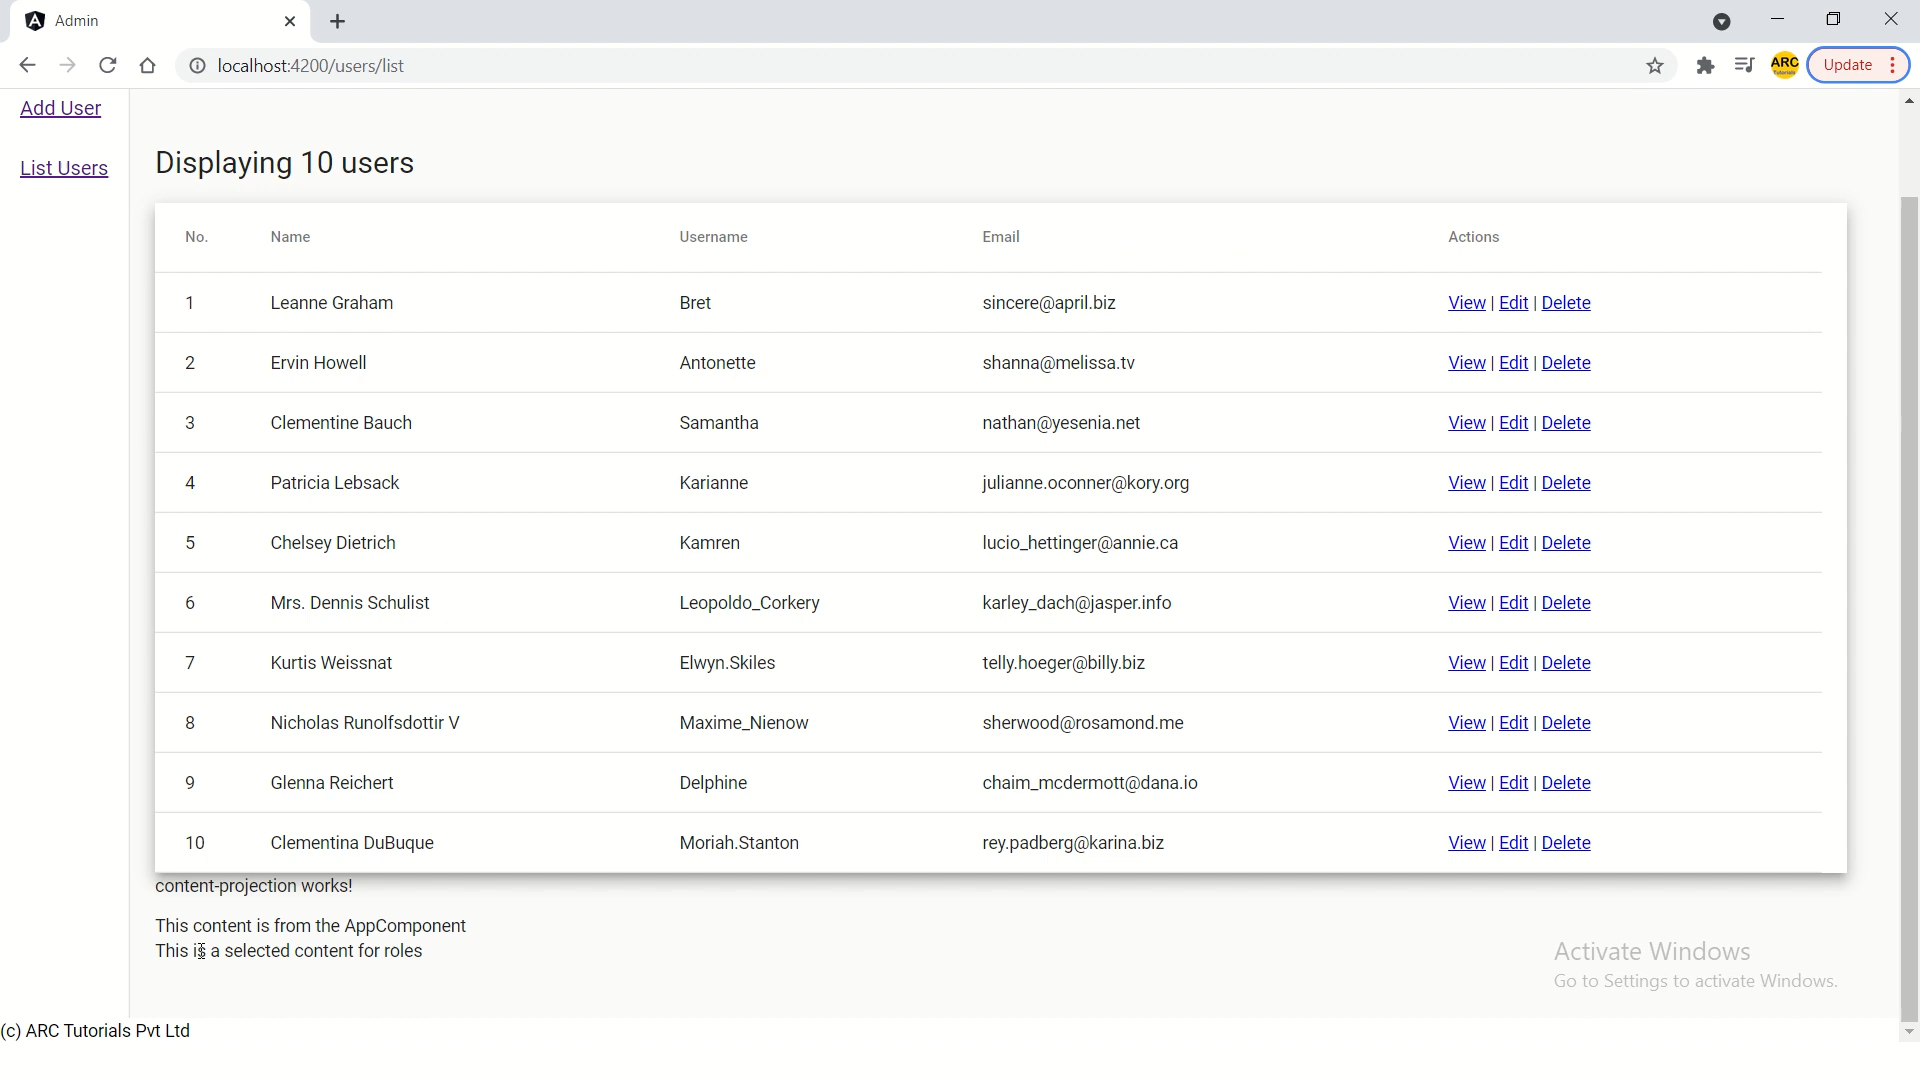 Admin
localhost:4200/users/list
ARC
Tutorials
Update
Add User
List Users
Displaying 10 users
No. Name Username Email Actions
1 Leanne Graham Bret sincere@april.biz View | Edit | Delete
2 Ervin Howell Antonette shanna@melissa.tv View | Edit | Delete
3 Clementine Bauch Samantha nathan@yesenia.net View | Edit | Delete
4 Patricia Lebsack Karianne julianne.oconner@kory.org View | Edit | Delete
5 Chelsey Dietrich Kamren lucio_hettinger@annie.ca View | Edit | Delete
6 Mrs. Dennis Schulist Leopoldo_Corkery karley_dach@jasper.info View | Edit | Delete
7 Kurtis Weissnat Elwyn.Skiles telly.hoeger@billy.biz View | Edit | Delete
8 Nicholas Runolfsdottir V Maxime_Nienow sherwood@rosamond.me View | Edit | Delete
9 Glenna Reichert Delphine chaim_mcdermott@dana.io View | Edit | Delete
10 Clementina DuBuque Moriah.Stanton rey.padberg@karina.biz View | Edit | Delete
content-projection works!
This content is from the AppComponent
This is a selected content for roles
Activate Windows
Go to Settings to activate Windows.
(c) ARC Tutorials Pvt Ltd